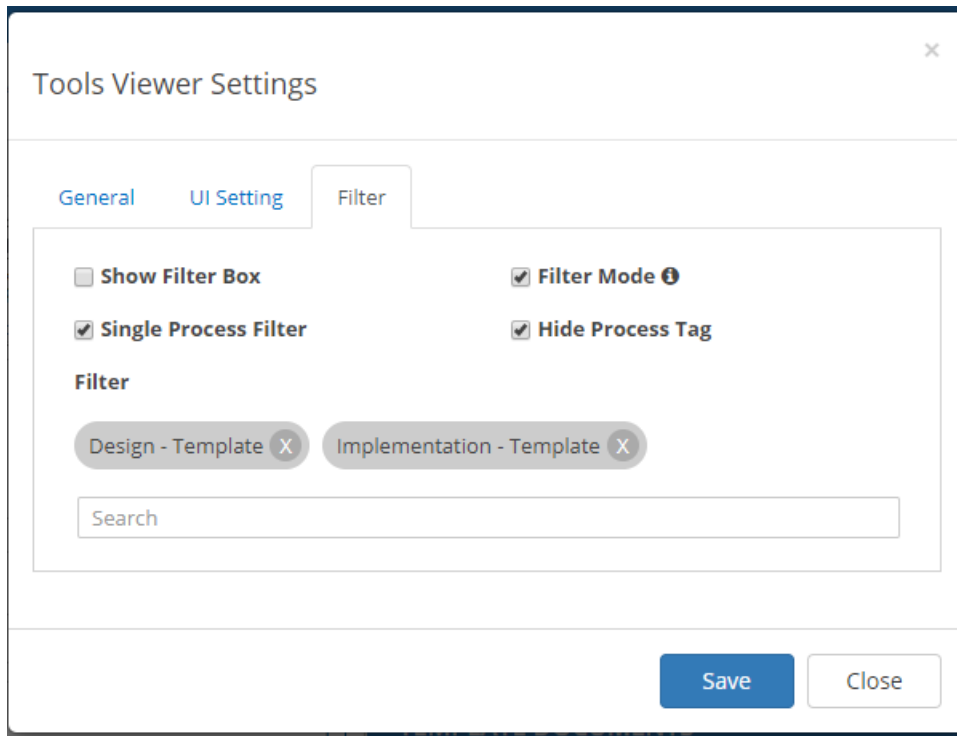 ×
Tools Viewer Settings
General UI Setting Filter
Show Filter Box Filter Mode
Single Process Filter Hide Process Tag
Filter
Design - Template X Implementation - Template X
Search
Save Close